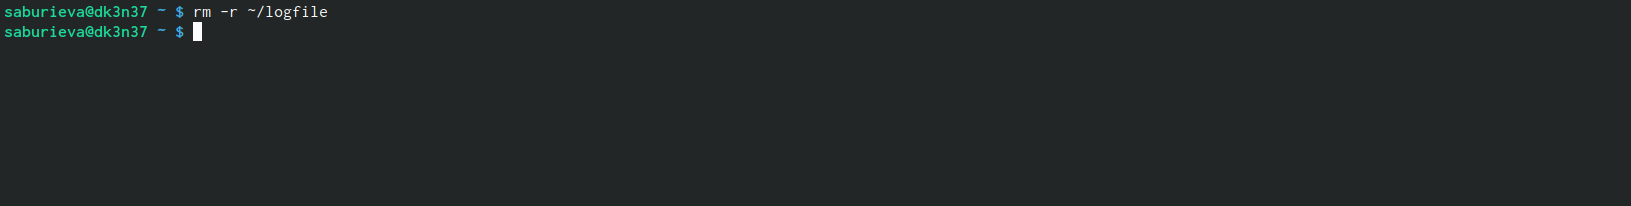 saburieva@dk3n37 ~ $ rm -r ~/logfile
saburieva@dk3n37 ~ $